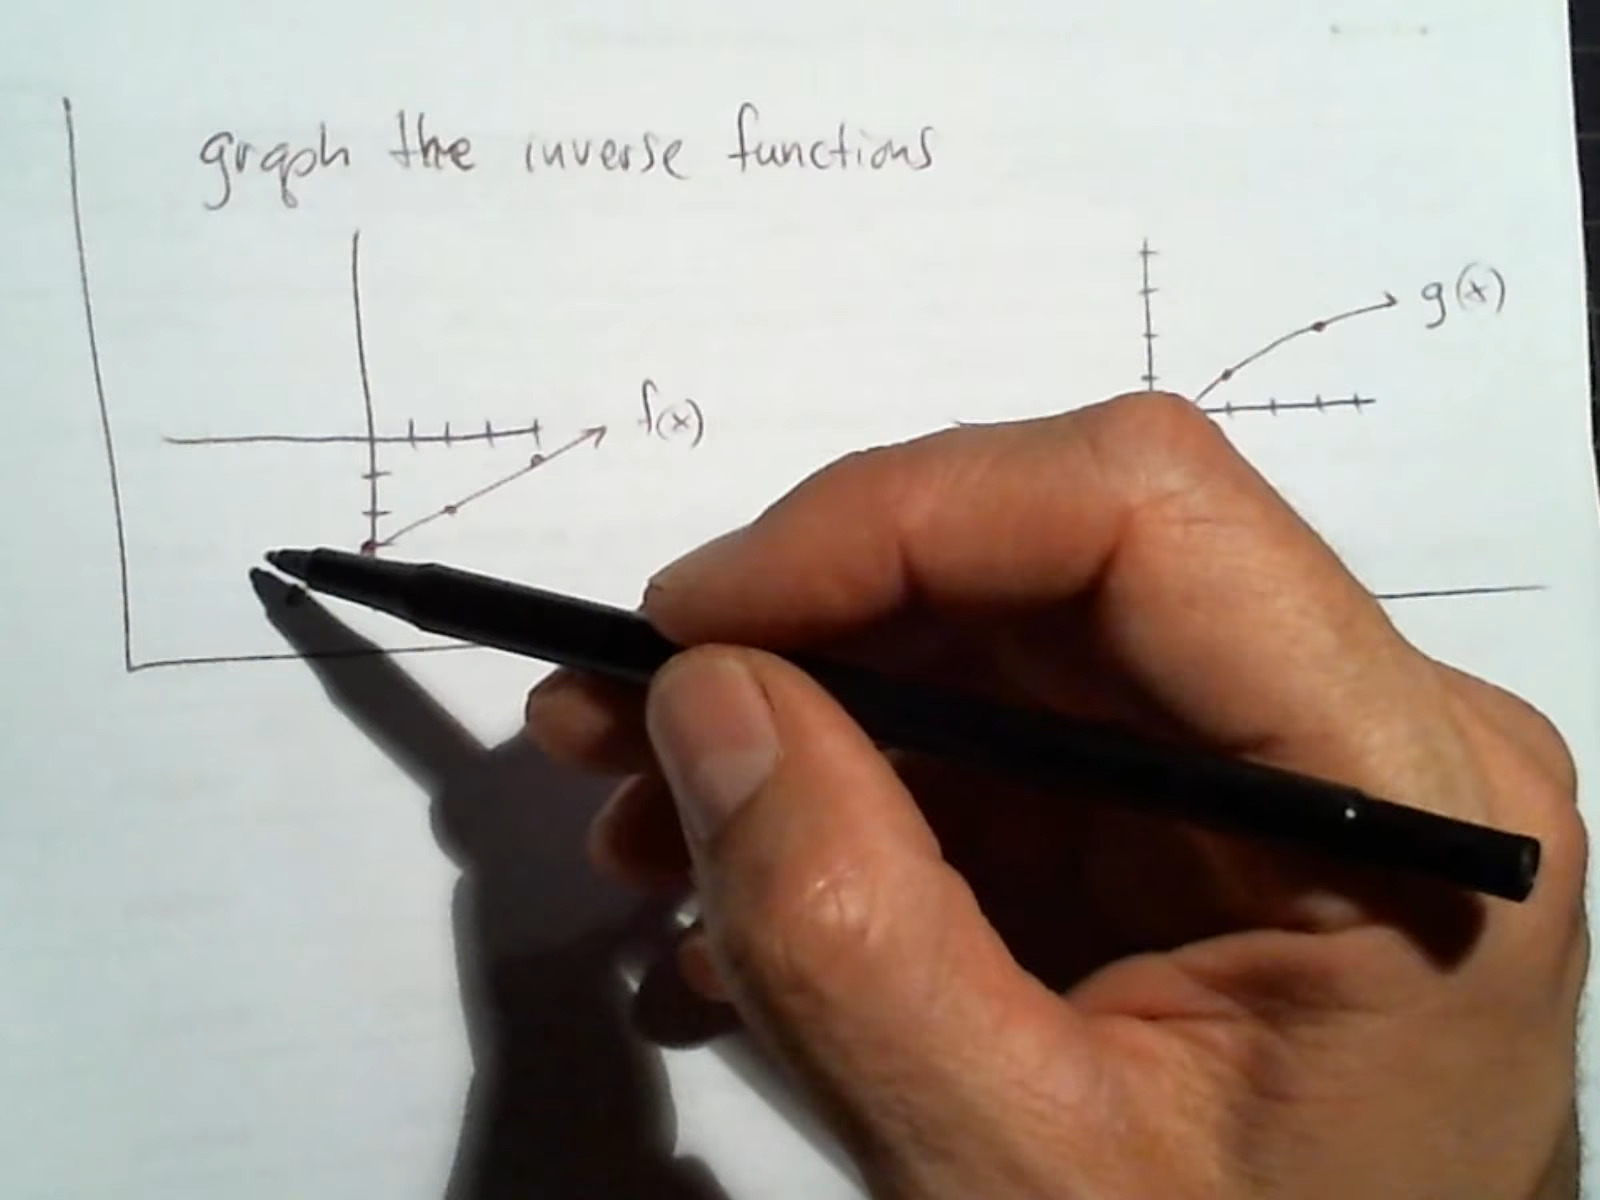 graph the inverse functions
g(x)
f(x)